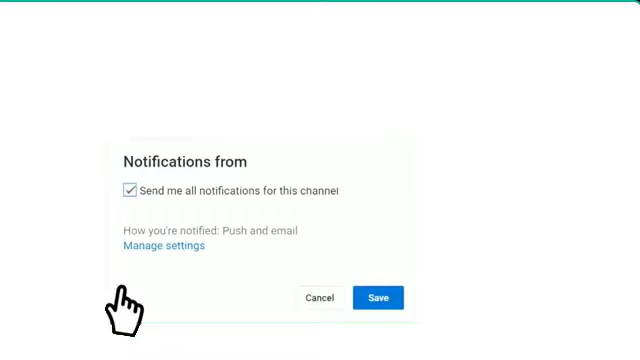 Notifications from
Send me all notifications for this channel
How you're notified: Push and email
Manage settings
Cancel Save